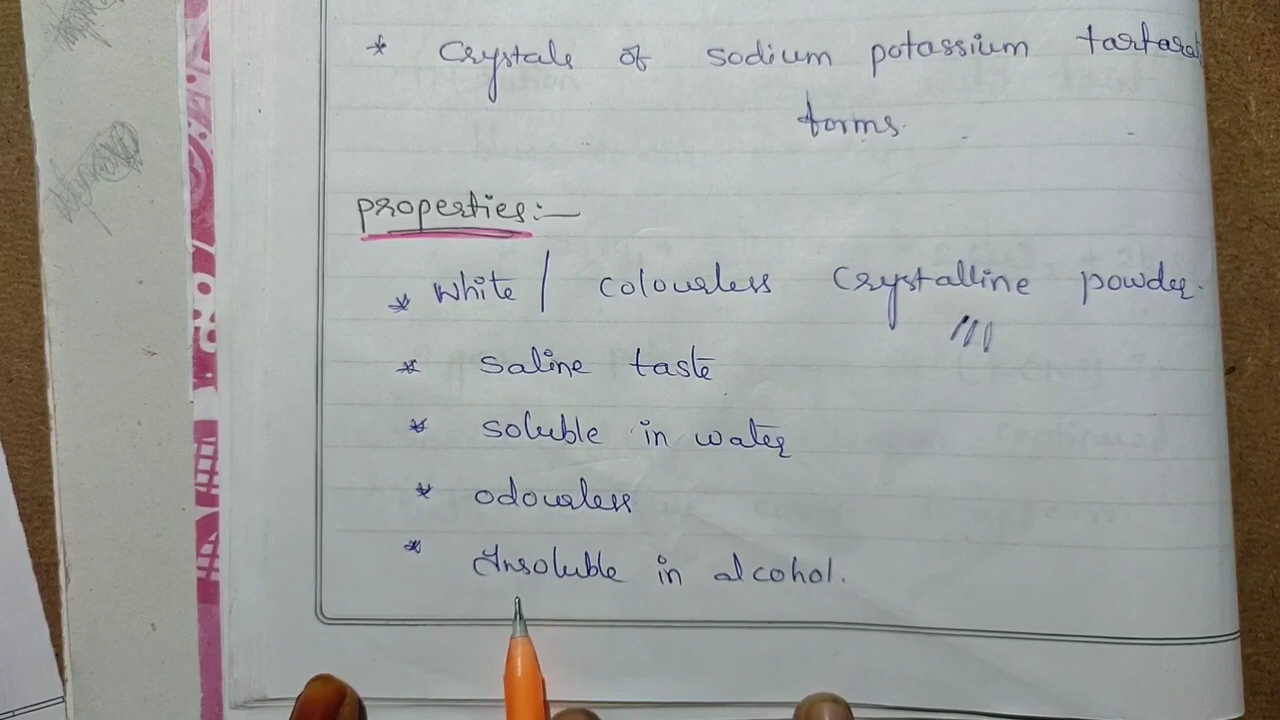 * Crystals of sodium potassium tartarat
forms.
properties:-
* White / colourless crystalline powder.
* saline taste
* soluble in water
* odourless
* Insoluble in alcohol.